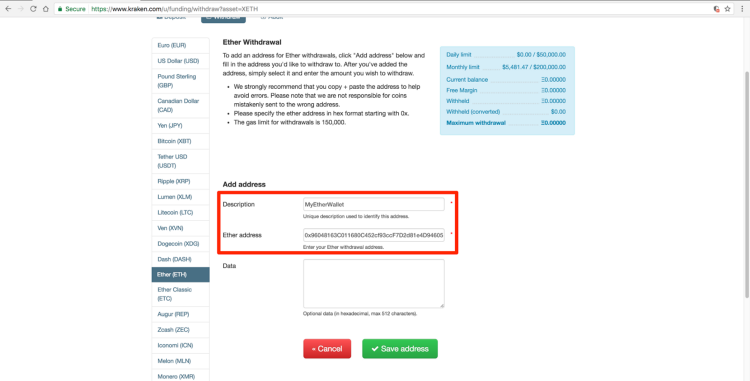 Secure
https://www.kraken.com/u/funding/withdraw?asset=XETH
Euro (EUR)
US Dollar (USD)
Pound Sterling
(GBP)
Canadian Dollar
(CAD)
Yen (JPY)
Bitcoin (XBT)
Tether USD
(USDT)
Ripple (XRP)
Lumen (XLM)
Litecoin (LTC)
Ven (XVN)
Dogecoin (XDG)
Dash (DASH)
Ether (ETH)
Ether Classic
(ETC)
Augur (REP)
Zcash (ZEC)
Iconomi (ICN)
Melon (MLN)
Monero (XMR)
Ether Withdrawal
To add an address for Ether withdrawals, click "Add address" below and
fill in the address you'd like to withdraw to. After you've added the
address, simply select it and enter the amount you wish to withdraw.
• We strongly recommend that you copy + paste the address to help
avoid errors. Please note that we are not responsible for coins
mistakenly sent to the wrong address.
• Please specify the ether address in hex format starting with 0x.
• The gas limit for withdrawals is 150,000.
Daily limit $0.00 / $50,000.00
Monthly limit $5,481.47 / $200,000.00
Current balance Ξ0.00000
Free Margin Ξ0.00000
Withheld Ξ0.00000
Withheld (converted) $0.00
Maximum withdrawal Ξ0.00000
Add address
Description
MyEtherWallet *
Unique description used to identify this address.
Ether address
0x96048163C011680C452cf93ccF7D2d81e4D94605 *
Enter your Ether withdrawal address.
Data
Optional data (in hexadecimal, max 512 characters).
× Cancel
✔ Save address